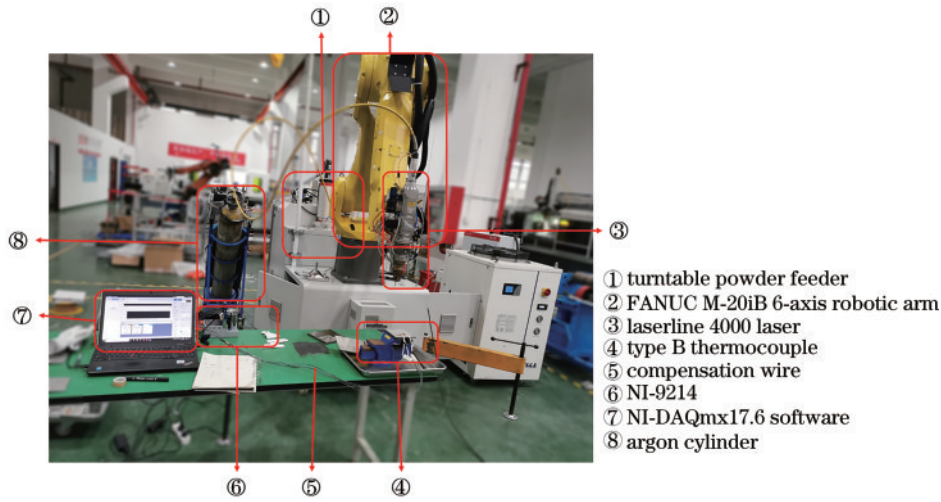 ① ②
③
④
⑤
⑥
⑦
⑧
① turntable powder feeder
② FANUC M-20iB 6-axis robotic arm
③ laserline 4000 laser
④ type B thermocouple
⑤ compensation wire
⑥ NI-9214
⑦ NI-DAQmx17.6 software
⑧ argon cylinder